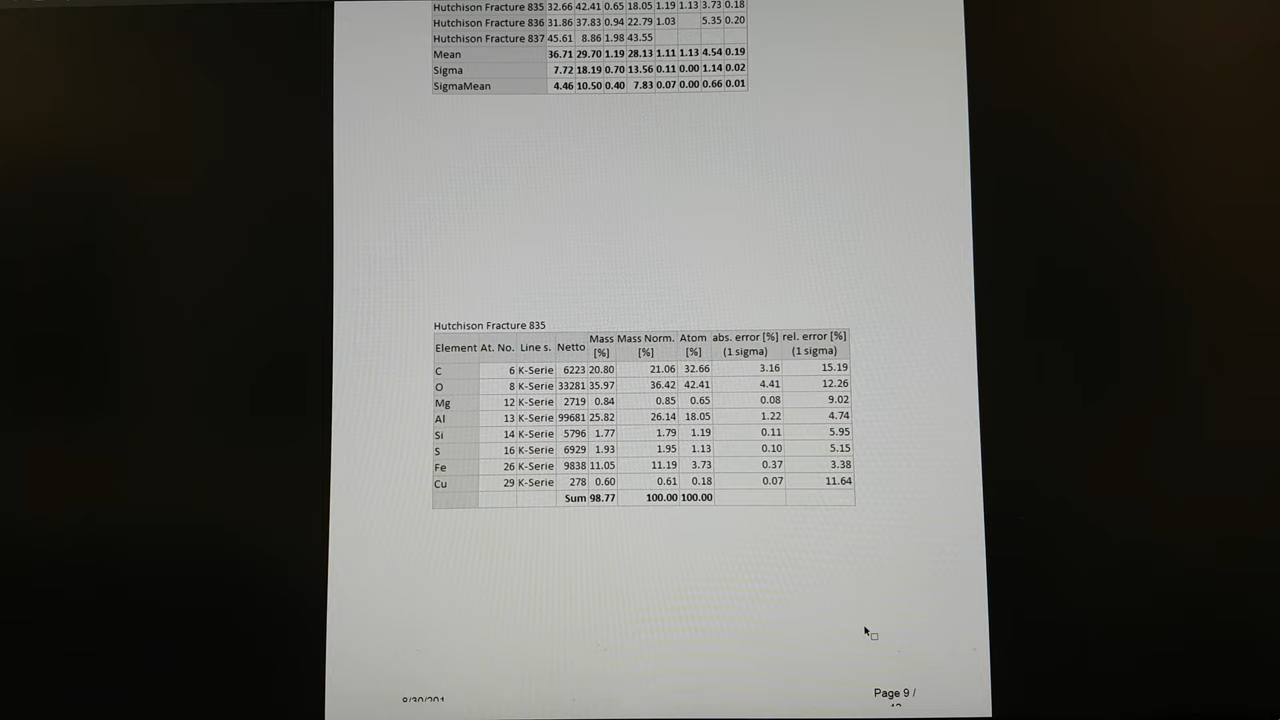 Hutchison Fracture 835 32.66 42.41 0.65 18.05 1.19 1.13 3.73 0.18
Hutchison Fracture 836 31.86 37.83 0.94 22.79 1.03 5.35 0.20
Hutchison Fracture 837 45.61 8.86 1.98 43.55
Mean 36.71 29.70 1.19 28.13 1.11 1.13 4.54 0.19
Sigma 7.72 18.19 0.70 13.56 0.11 0.00 1.14 0.02
SigmaMean 4.46 10.50 0.40 7.83 0.07 0.00 0.66 0.01
Hutchison Fracture 835
Element At. No. Line s. Netto Mass Mass Norm. Atom abs. error [%] rel. error [%]
[%] [%] [%] (1 sigma) (1 sigma)
C 6 K-Serie 6223 20.80 21.06 32.66 3.16 15.19
O 8 K-Serie 33281 35.97 36.42 42.41 4.41 12.26
Mg 12 K-Serie 2719 0.84 0.85 0.65 0.08 9.02
Al 13 K-Serie 99681 25.82 26.14 18.05 1.22 4.74
Si 14 K-Serie 5796 1.77 1.79 1.19 0.11 5.95
S 16 K-Serie 6929 1.93 1.95 1.13 0.10 5.15
Fe 26 K-Serie 9838 11.05 11.19 3.73 0.37 3.38
Cu 29 K-Serie 278 0.60 0.61 0.18 0.07 11.64
Sum 98.77 100.00 100.00
Page 9 /